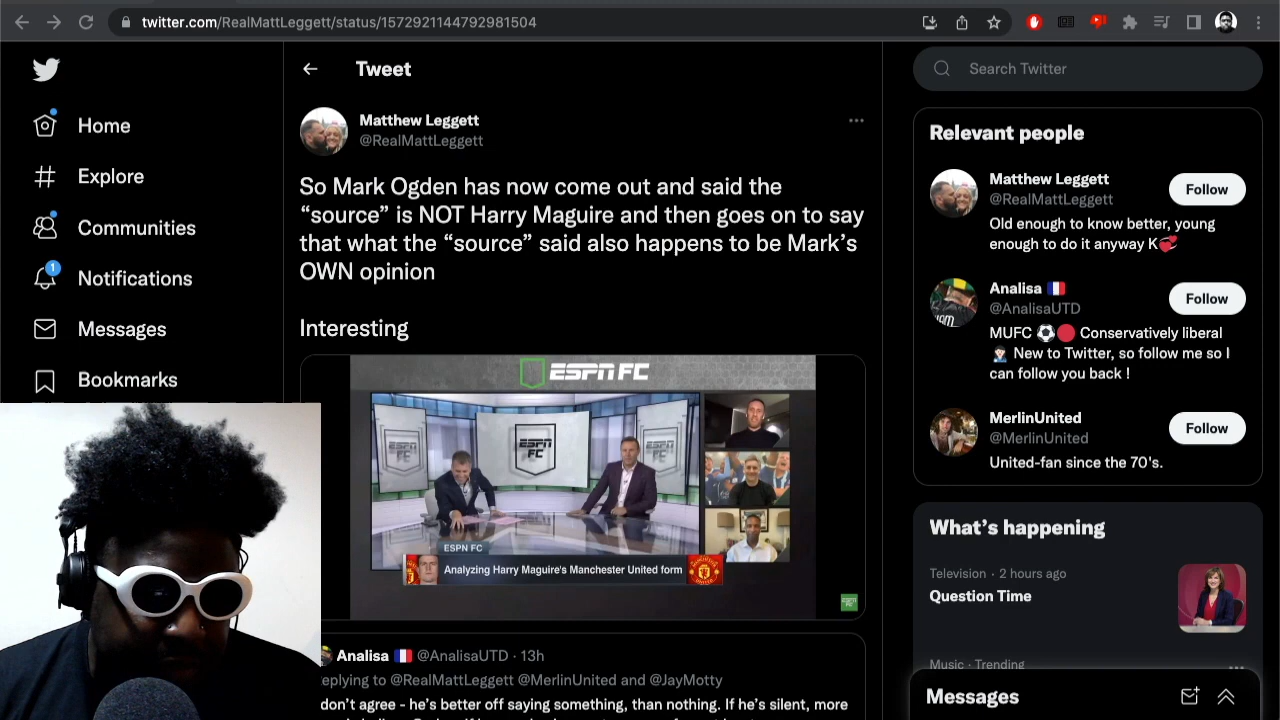 twitter.com/RealMattLeggett/status/1572921144792981504
Home
Explore
Communities
1
Notifications
Messages
Bookmarks
Tweet
Matthew Leggett
@RealMattLeggett
So Mark Ogden has now come out and said the
“source” is NOT Harry Maguire and then goes on to say
that what the “source” said also happens to be Mark’s
OWN opinion
Interesting
ESPN FC
ESPN FC
ESPN FC
ESPN FC
ESPN FC
Analyzing Harry Maguire's Manchester United form
Analisa @AnalisaUTD · 13h
eplying to @RealMattLeggett @MerlinUnited and @JayMotty
don’t agree - he’s better off saying something, than nothing. If he’s silent, more
Search Twitter
Relevant people
Matthew Leggett
@RealMattLeggett
Follow
Old enough to know better, young
enough to do it anyway K
Analisa
@AnalisaUTD
Follow
MUFC Conservatively liberal
New to Twitter, so follow me so I
can follow you back !
MerlinUnited
@MerlinUnited
Follow
United-fan since the 70's.
What’s happening
Television · 2 hours ago
Question Time
Music · Trending
Messages